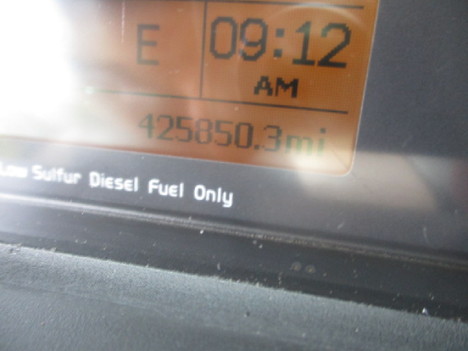 E
09:12
AM
425850.3mi
Low Sulfur Diesel Fuel Only